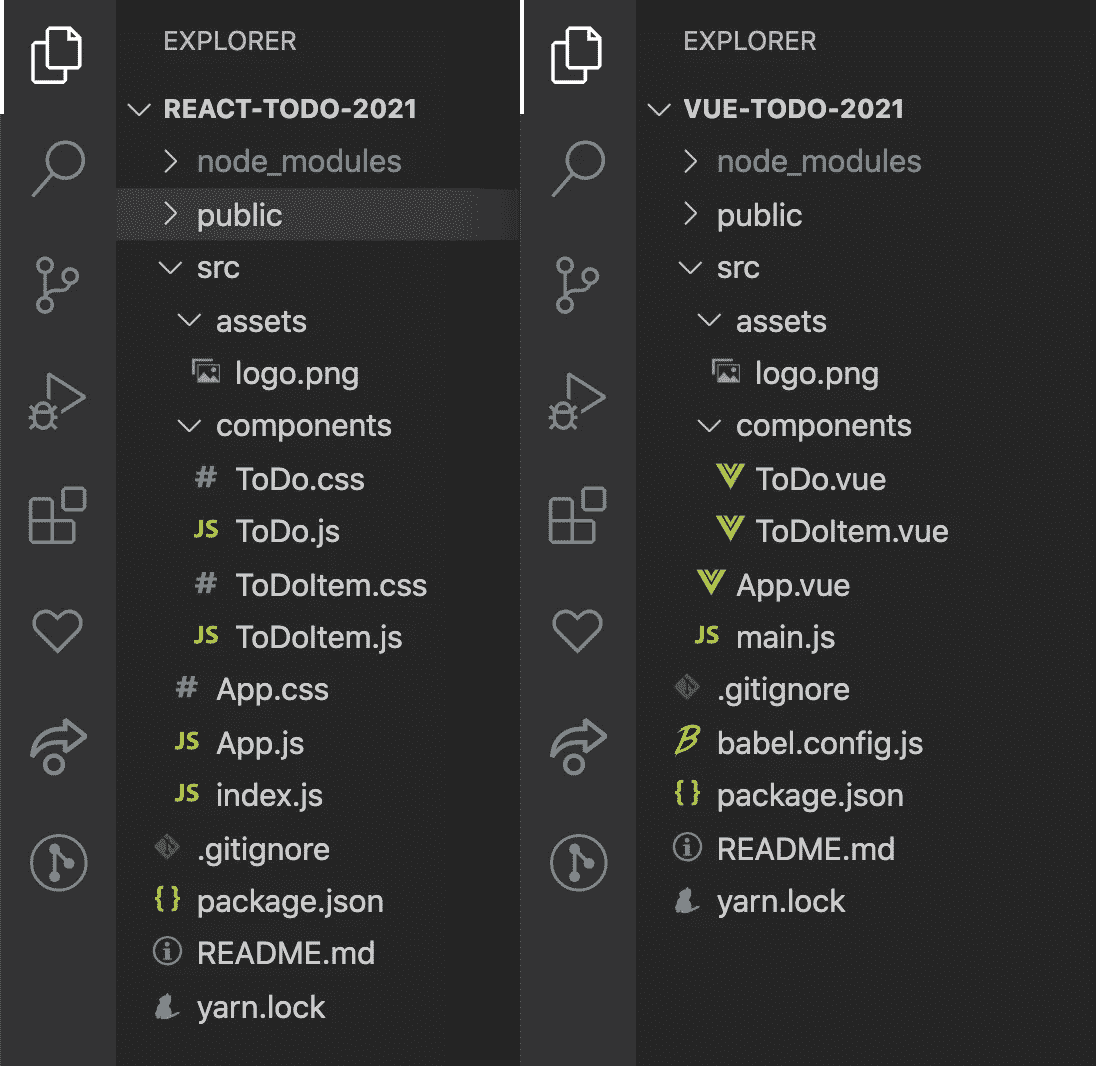 EXPLORER
REACT-TODO-2021
node_modules
public
src
assets
logo.png
components
# ToDo.css
JS ToDo.js
# ToDoItem.css
JS ToDoItem.js
# App.css
JS App.js
JS index.js
.gitignore
{} package.json
README.md
yarn.lock
EXPLORER
VUE-TODO-2021
node_modules
public
src
assets
logo.png
components
ToDo.vue
ToDoItem.vue
App.vue
JS main.js
.gitignore
babel.config.js
{} package.json
README.md
yarn.lock